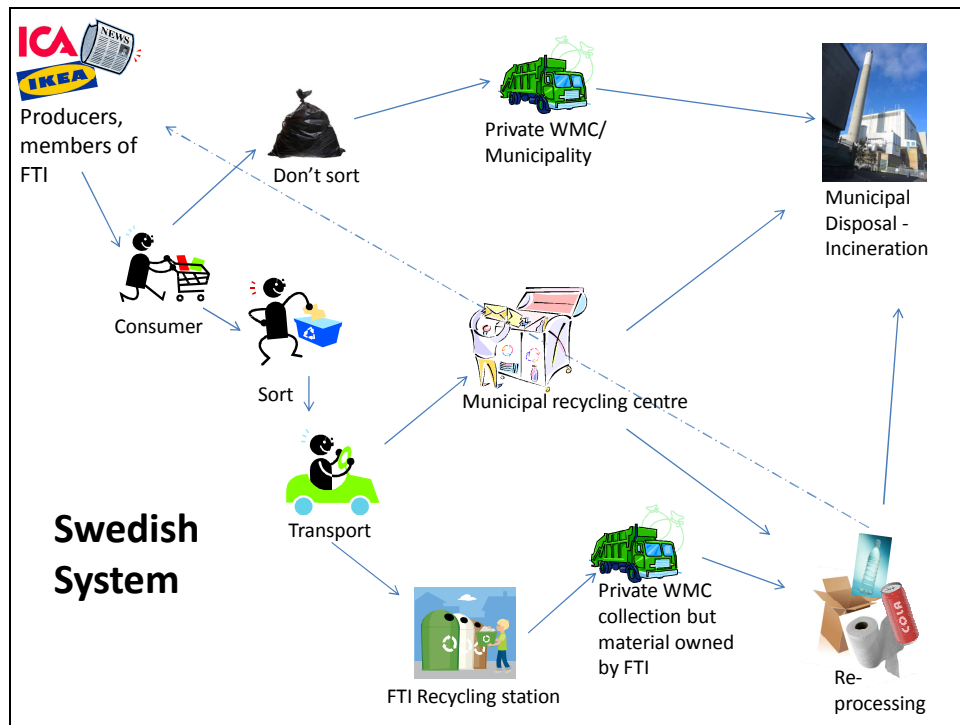 ICA
NEWS
IKEA
Producers,
members of
FTI
Don't sort
Private WMC/
Municipality
Municipal
Disposal -
Incineration
Consumer
Sort
Municipal recycling centre
Transport
Swedish
System
Private WMC
collection but
material owned
by FTI
FTI Recycling station
COLA
Re-
processing